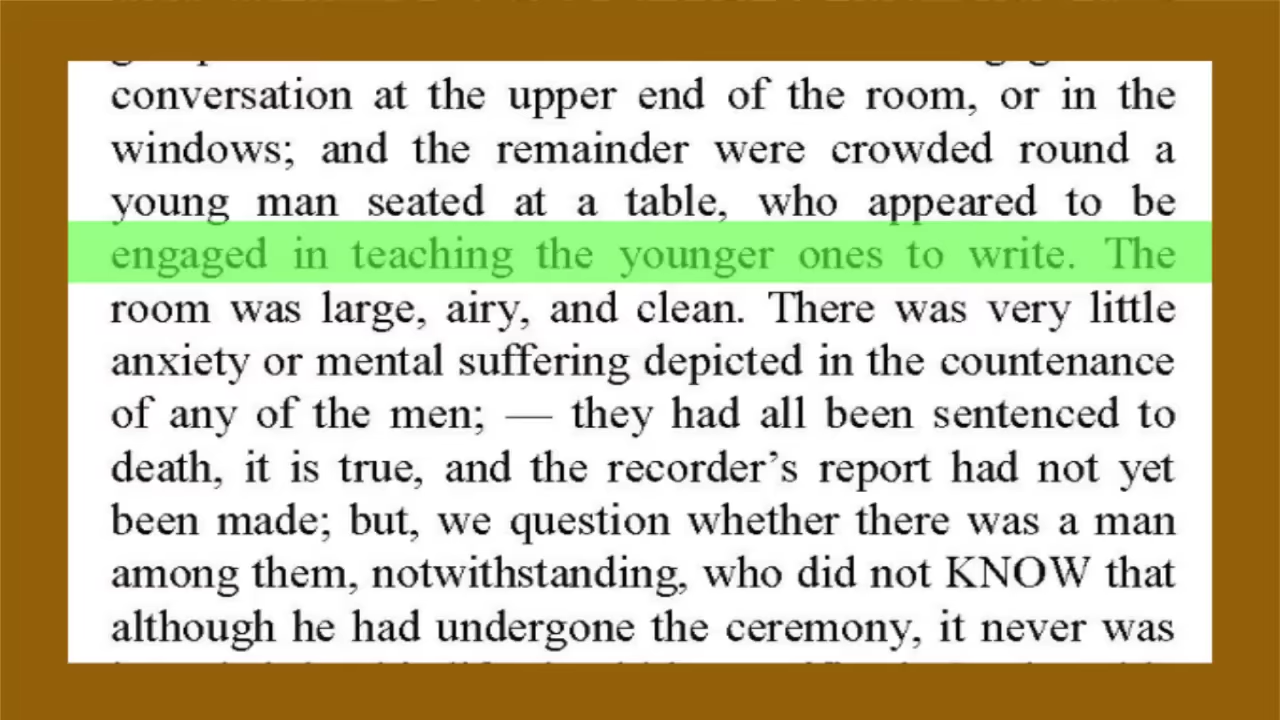 conversation at the upper end of the room, or in the
windows; and the remainder were crowded round a
young man seated at a table, who appeared to be
engaged in teaching the younger ones to write. The
room was large, airy, and clean. There was very little
anxiety or mental suffering depicted in the countenance
of any of the men; — they had all been sentenced to
death, it is true, and the recorder’s report had not yet
been made; but, we question whether there was a man
among them, notwithstanding, who did not KNOW that
although he had undergone the ceremony, it never was